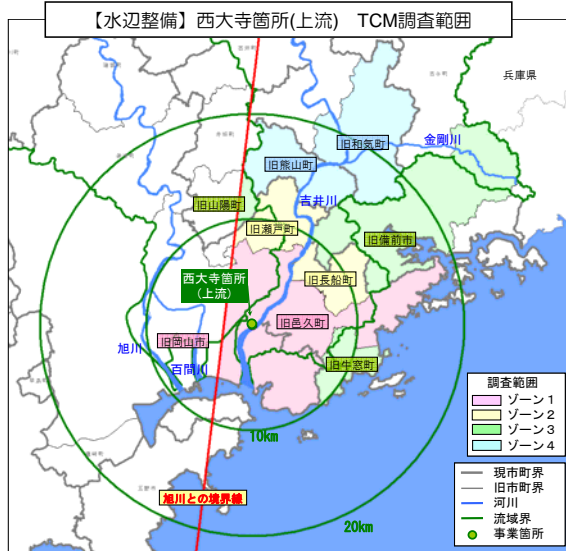 【水辺整備】西大寺箇所(上流)　TCM調査範囲
兵庫県
金剛川
旧和気町
旧熊山町
吉井川
旧山陽町
旧瀬戸町
旧備前市
西大寺箇所
(上流)
旧長船町
旧邑久町
旭川
旧岡山市
百間川
旧牛窓町
10km
20km
旭川との境界線
調査範囲
ゾーン１
ゾーン２
ゾーン３
ゾーン４
現市町界
旧市町界
河川
流域界
事業箇所